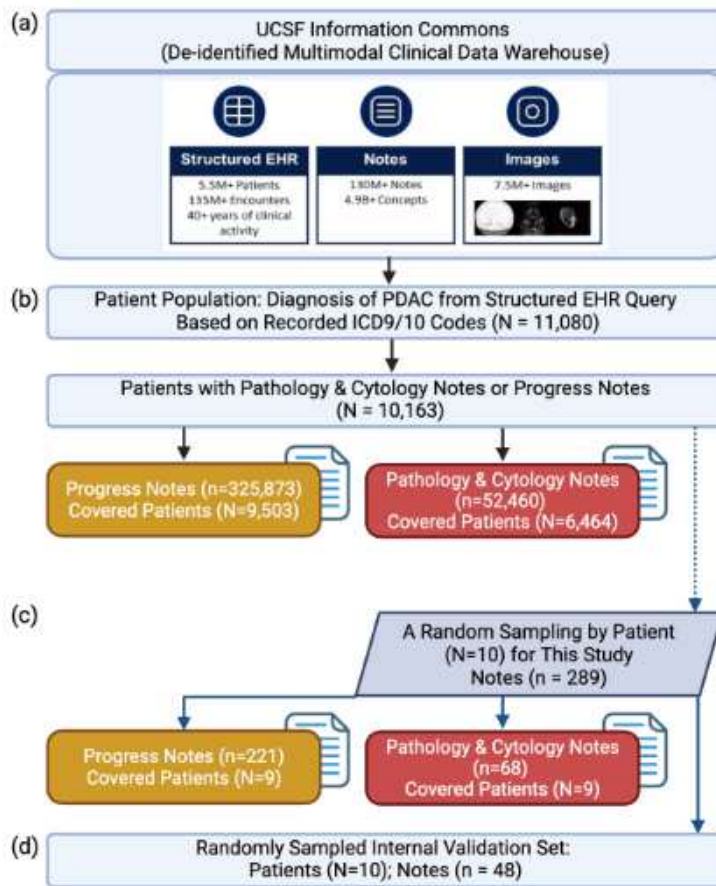 (a)
UCSF Information Commons
(De-identified Multimodal Clinical Data Warehouse)
Structured EHR
5.5M+ Patients
135M+ Encounters
40+ years of clinical
activity
Notes
130M+ Notes
4.9B+ Concepts
Images
7.5M+ Images
(b)
Patient Population: Diagnosis of PDAC from Structured EHR Query
Based on Recorded ICD9/10 Codes (N = 11,080)
Patients with Pathology & Cytology Notes or Progress Notes
(N = 10,163)
Progress Notes (n=325,873)
Covered Patients (N=9,503)
Pathology & Cytology Notes
(n=52,460)
Covered Patients (N=6,464)
(c)
A Random Sampling by Patient
(N=10) for This Study
Notes (n = 289)
Progress Notes (n=221)
Covered Patients (N=9)
Pathology & Cytology Notes
(n=68)
Covered Patients (N=9)
(d)
Randomly Sampled Internal Validation Set:
Patients (N=10); Notes (n = 48)